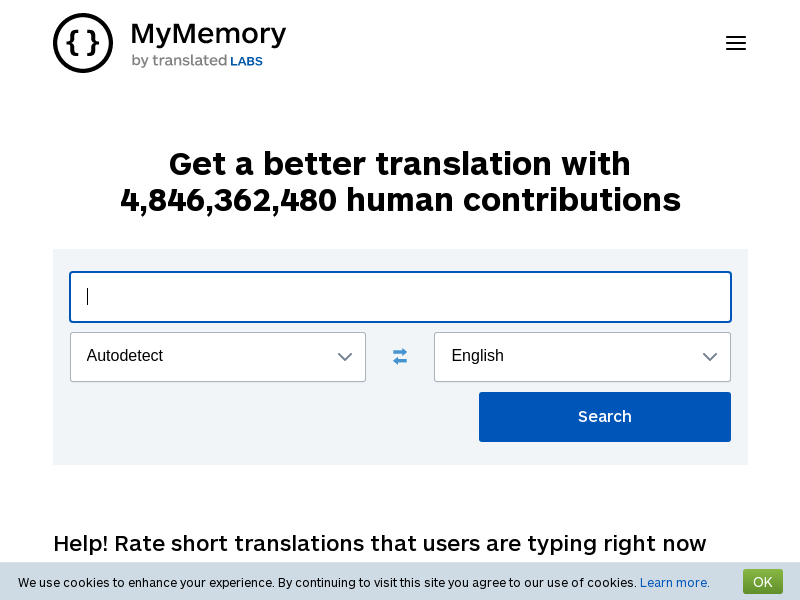 { } MyMemory
by translated LABS
Get a better translation with
4,846,362,480 human contributions
Autodetect
English
Search
Help! Rate short translations that users are typing right now
We use cookies to enhance your experience. By continuing to visit this site you agree to our use of cookies. Learn more.
OK